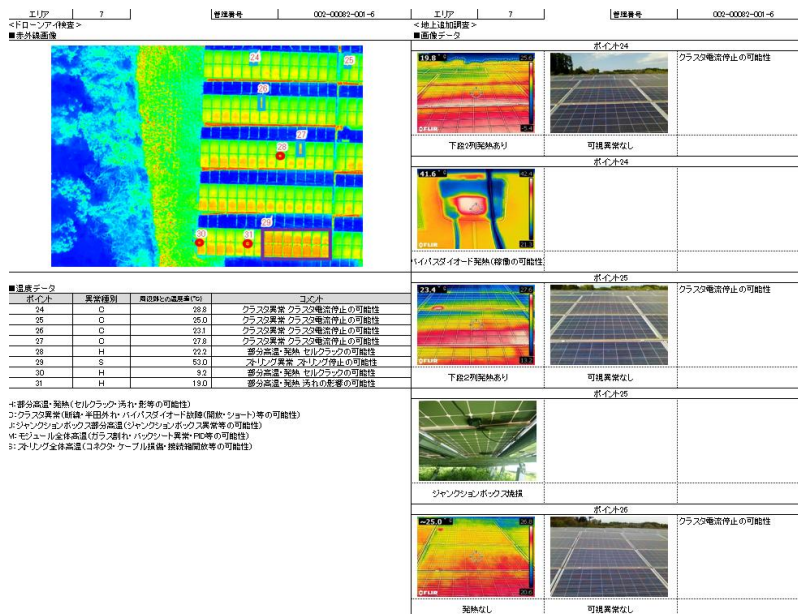 エリア 7 管理番号 002-00082-001-6
<ドローンアイ検査>
■赤外線画像
24
25
26
27
28
29
30
31
■温度データ
ポイント 異常種別 周辺部との温度差(℃) コメント
24 C 28.8 クラスタ異常 クラスタ電流停止の可能性
25 C 25.0 クラスタ異常 クラスタ電流停止の可能性
26 C 23.1 クラスタ異常 クラスタ電流停止の可能性
27 C 27.8 クラスタ異常 クラスタ電流停止の可能性
28 H 22.2 部分高温・発熱 セルクラックの可能性
29 S 53.0 ストリング異常 ストリング停止の可能性
30 H 9.2 部分高温・発熱 セルクラックの可能性
31 H 19.0 部分高温・発熱 汚れの影響の可能性
H:部分高温・発熱(セルクラック・汚れ・影等の可能性)
C:クラスタ異常(断線・半田外れ・バイパスダイオード故障(開放・ショート)等の可能性)
J:ジャンクションボックス部分高温(ジャンクションボックス異常等の可能性)
M:モジュール全体高温(ガラス割れ・バックシート異常・PID等の可能性)
S:ストリング全体高温(コネクタ・ケーブル損傷・接続箱開放等の可能性)
エリア 7 管理番号 002-00082-001-6
<地上追加調査>
■画像データ
ポイント24
19.8 25.6
クラスタ電流停止の可能性
FLIR
下段2列発熱あり 可視異常なし
ポイント24
41.6 42.4
FLIR 21.3
バイパスダイオード発熱(稼働の可能性
ポイント25
23.4
クラスタ電流停止の可能性
FLIR 13.2
下段2列発熱あり 可視異常なし
ポイント25
ジャンクションボックス焼損
ポイント26
~25.0 26.8
クラスタ電流停止の可能性
FLIR 20.6
発熱なし 可視異常なし